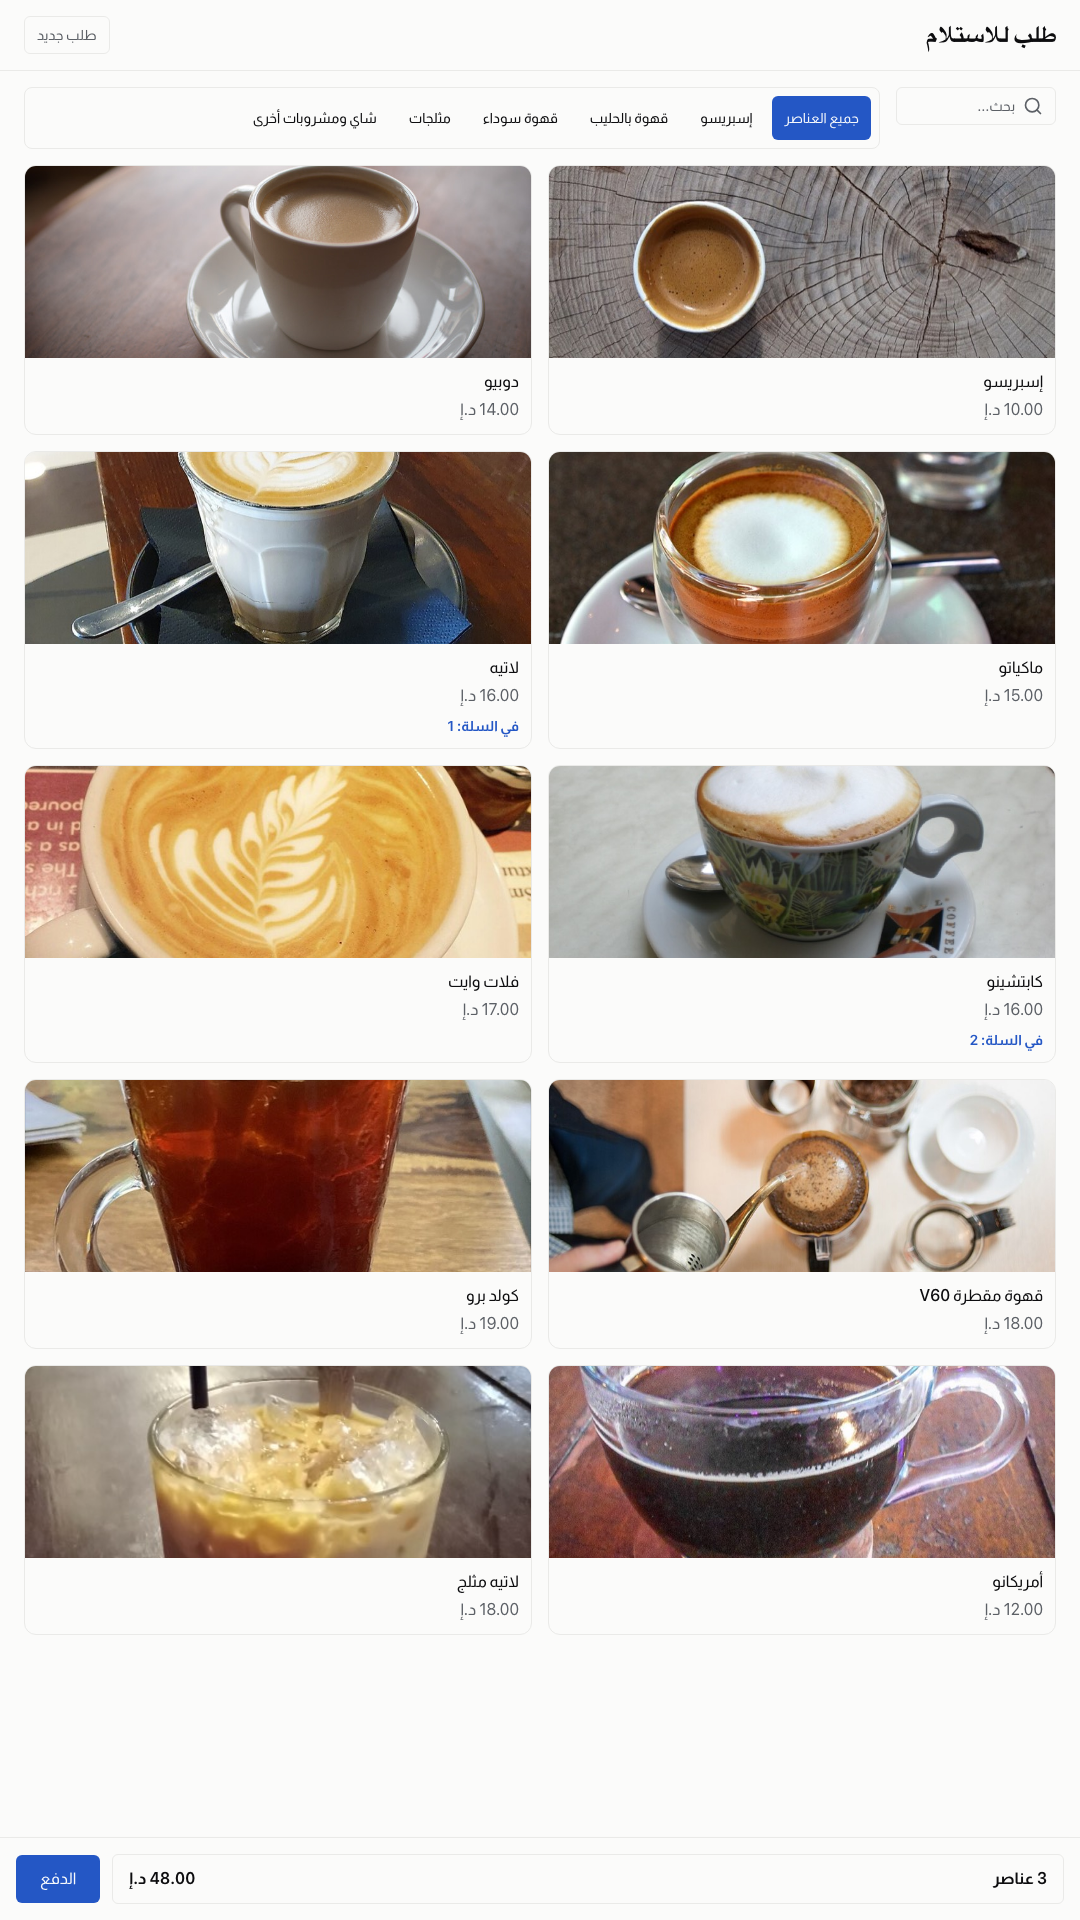 طلب للاستلام
طلب جديد
بحث...
جميع العناصر
إسبريسو
قهوة بالحليب
قهوة سوداء
مثلجات
شاي ومشروبات أخرى
إسبريسو
10.00 د.إ
دوبيو
14.00 د.إ
ماكياتو
15.00 د.إ
لاتيه
16.00 د.إ
في السلة: 1
COFFEE
كابتشينو
16.00 د.إ
في السلة: 2
فلات وايت
17.00 د.إ
قهوة مقطرة V60
18.00 د.إ
كولد برو
19.00 د.إ
أمريكانو
12.00 د.إ
لاتيه مثلج
18.00 د.إ
3 عناصر
48.00 د.إ
الدفع